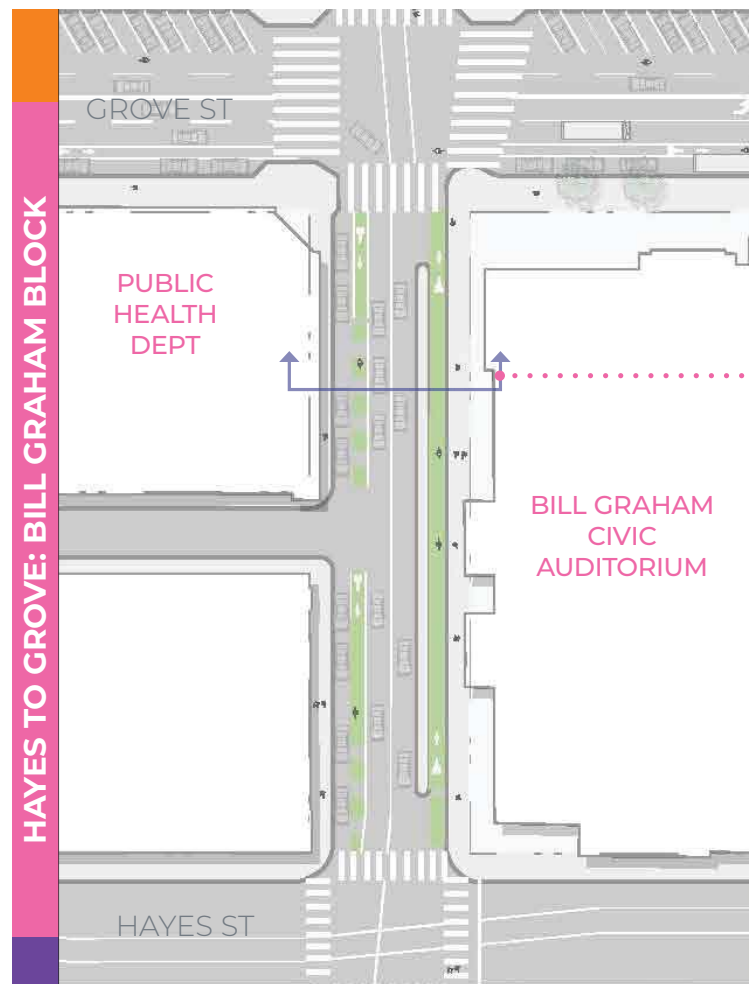 HAYES TO GROVE: BILL GRAHAM BLOCK
GROVE ST
PUBLIC
HEALTH
DEPT
BILL GRAHAM
CIVIC
AUDITORIUM
HAYES ST